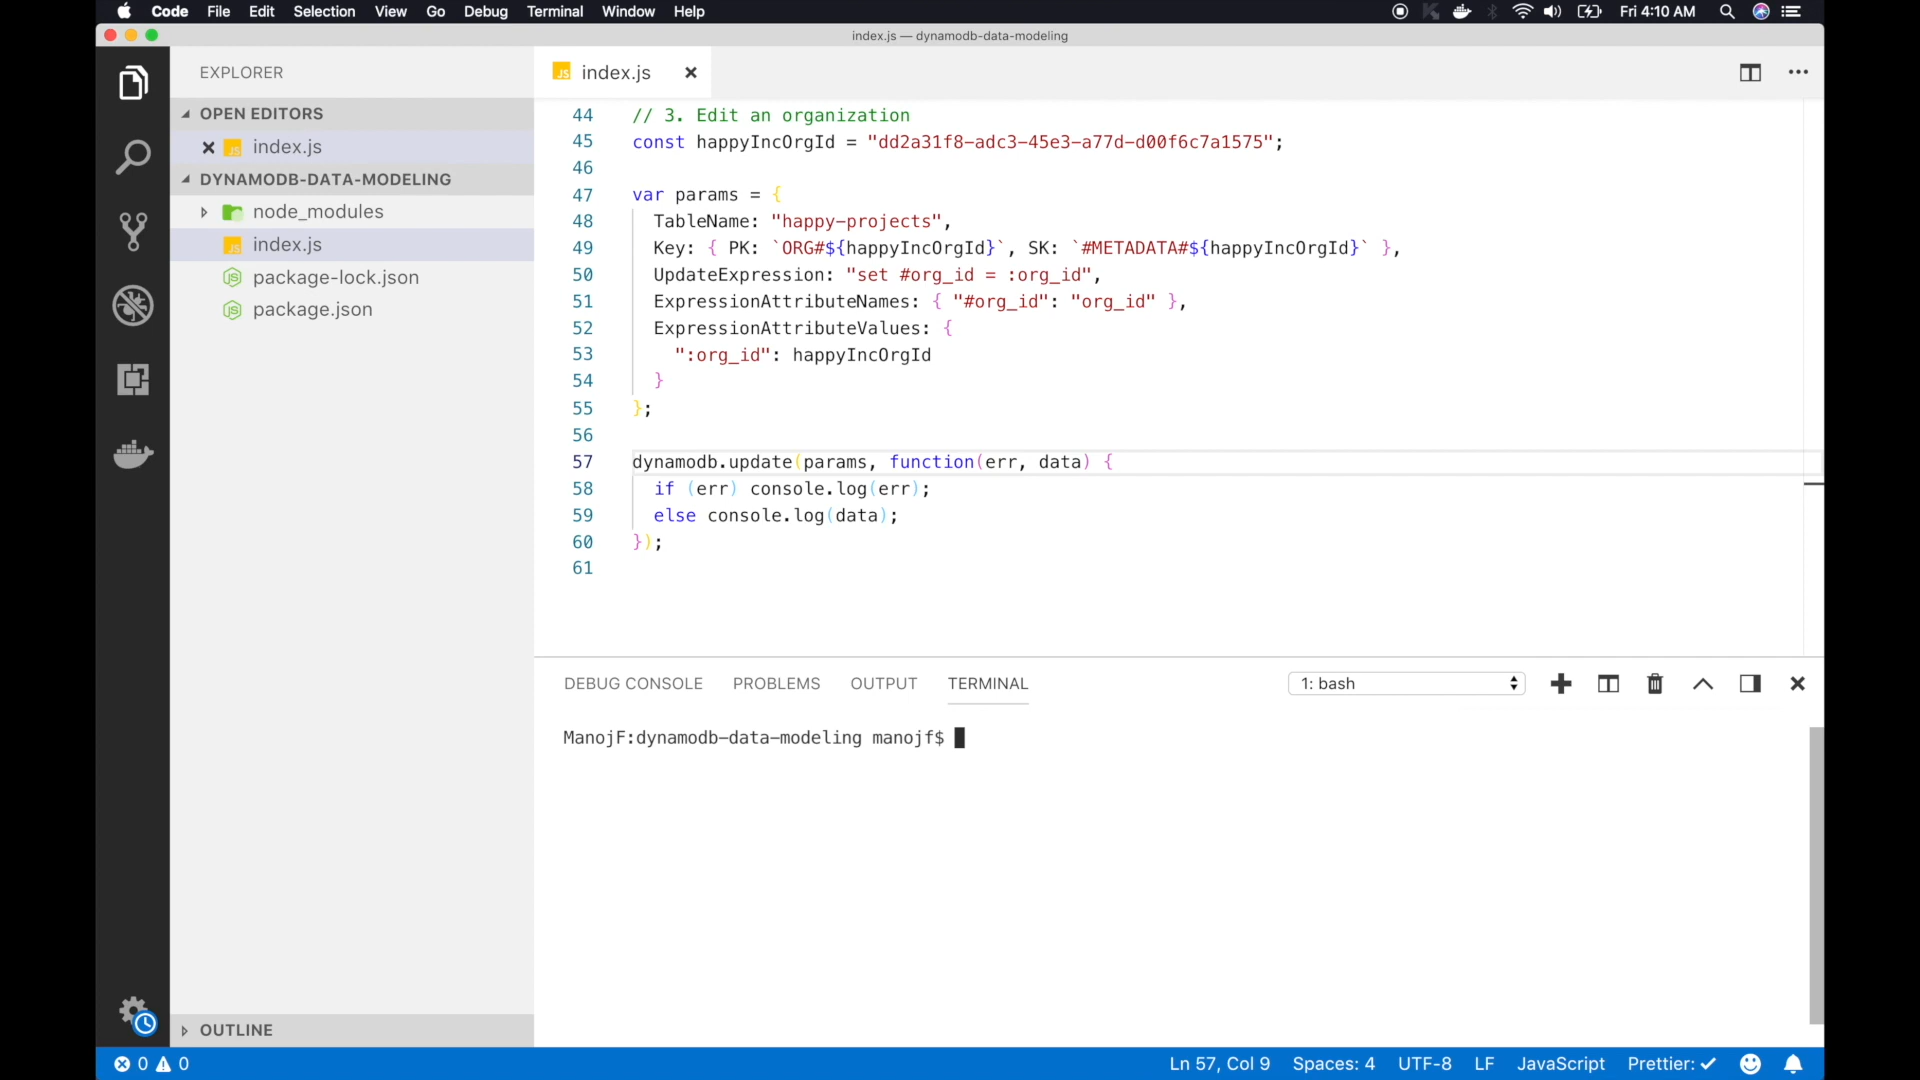 Code File Edit Selection View Go Debug Terminal Window Help Fri 4:10 AM
index.js — dynamodb-data-modeling
EXPLORER
OPEN EDITORS
index.js
DYNAMODB-DATA-MODELING
node_modules
index.js
package-lock.json
package.json
OUTLINE
index.js
44 // 3. Edit an organization
45 const happyIncOrgId = "dd2a31f8-adc3-45e3-a77d-d00f6c7a1575";
46
47 var params = {
48 TableName: "happy-projects",
49 Key: { PK: `ORG#${happyIncOrgId}`, SK: `#METADATA#${happyIncOrgId}` },
50 UpdateExpression: "set #org_id = :org_id",
51 ExpressionAttributeNames: { "#org_id": "org_id" },
52 ExpressionAttributeValues: {
53 ":org_id": happyIncOrgId
54 }
55 };
56
57 dynamodb.update(params, function(err, data) {
58 if (err) console.log(err);
59 else console.log(data);
60 });
61
DEBUG CONSOLE PROBLEMS OUTPUT TERMINAL 1: bash
ManojF:dynamodb-data-modeling manojf$
0 0 Ln 57, Col 9 Spaces: 4 UTF-8 LF JavaScript Prettier: ✓